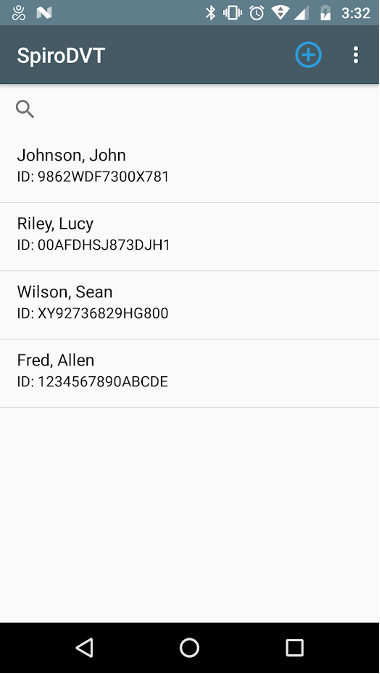 3:32
SpiroDVT
Johnson, John
ID: 9862WDF7300X781
Riley, Lucy
ID: 00AFDHSJ873DJH1
Wilson, Sean
ID: XY92736829HG800
Fred, Allen
ID: 1234567890ABCDE